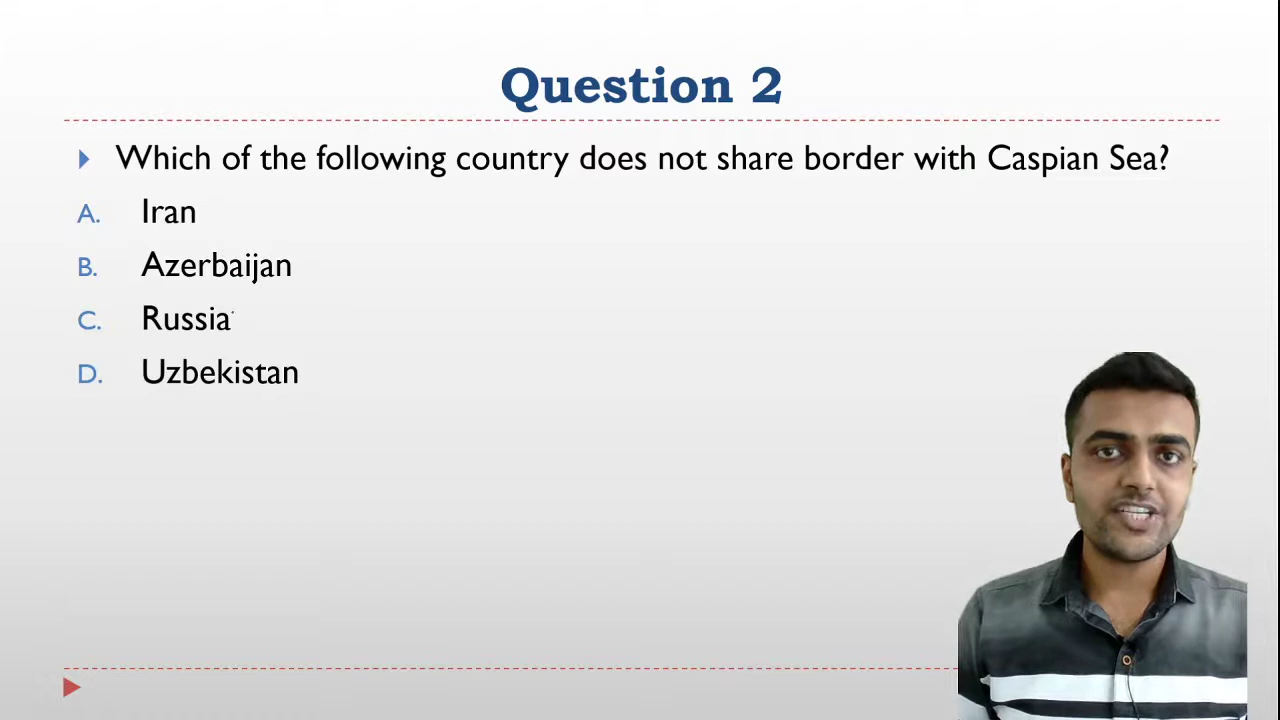 Question 2
Which of the following country does not share border with Caspian Sea?
A. Iran
B. Azerbaijan
C. Russia
D. Uzbekistan